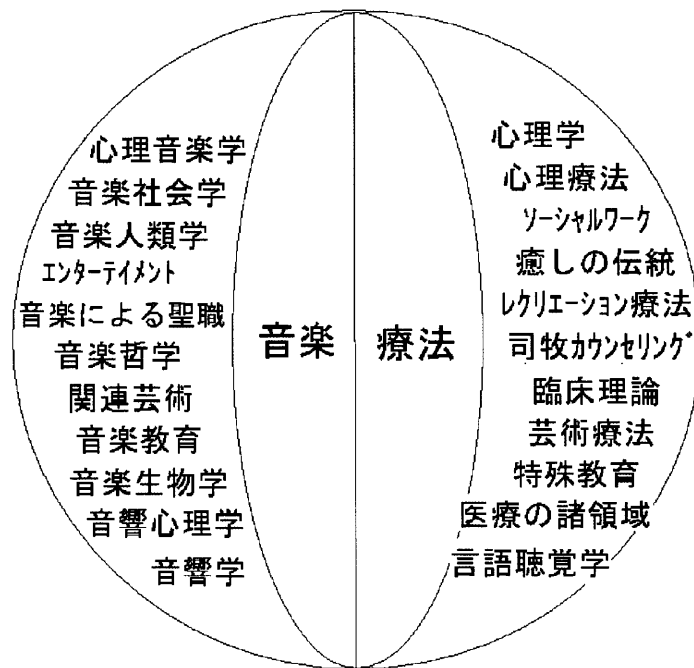 心理音楽学
音楽社会学
音楽人類学
エンターテイメント
音楽による聖職
音楽哲学
関連芸術
音楽教育
音楽生物学
音響心理学
音響学
音楽
療法
心理学
心理療法
ソーシャルワーク
癒しの伝統
レクリエーション療法
司牧カウンセリング
臨床理論
芸術療法
特殊教育
医療の諸領域
言語聴覚学